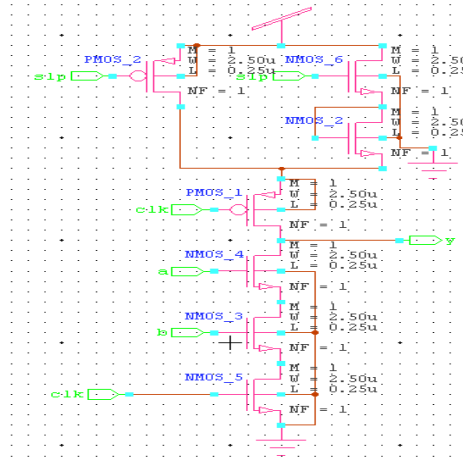 M = 1
M = 1
PMOS_2
W = 2.50u
NMOS_6
W = 2.50
slp
L = 0.25u
slp
L = 0.25
NF = 1
NF = 1
M = 1
NMOS_2
W = 2.50
L = 0.25
NF = 1
M = 1
PMOS_1
W = 2.50u
clk
L = 0.25u
NF = 1
y
M = 1
NMOS_4
W = 2.50u
a
L = 0.25u
NF = 1
M = 1
NMOS_3
W = 2.50u
b
L = 0.25u
NF = 1
M = 1
NMOS_5
W = 2.50u
clk
L = 0.25u
NF = 1